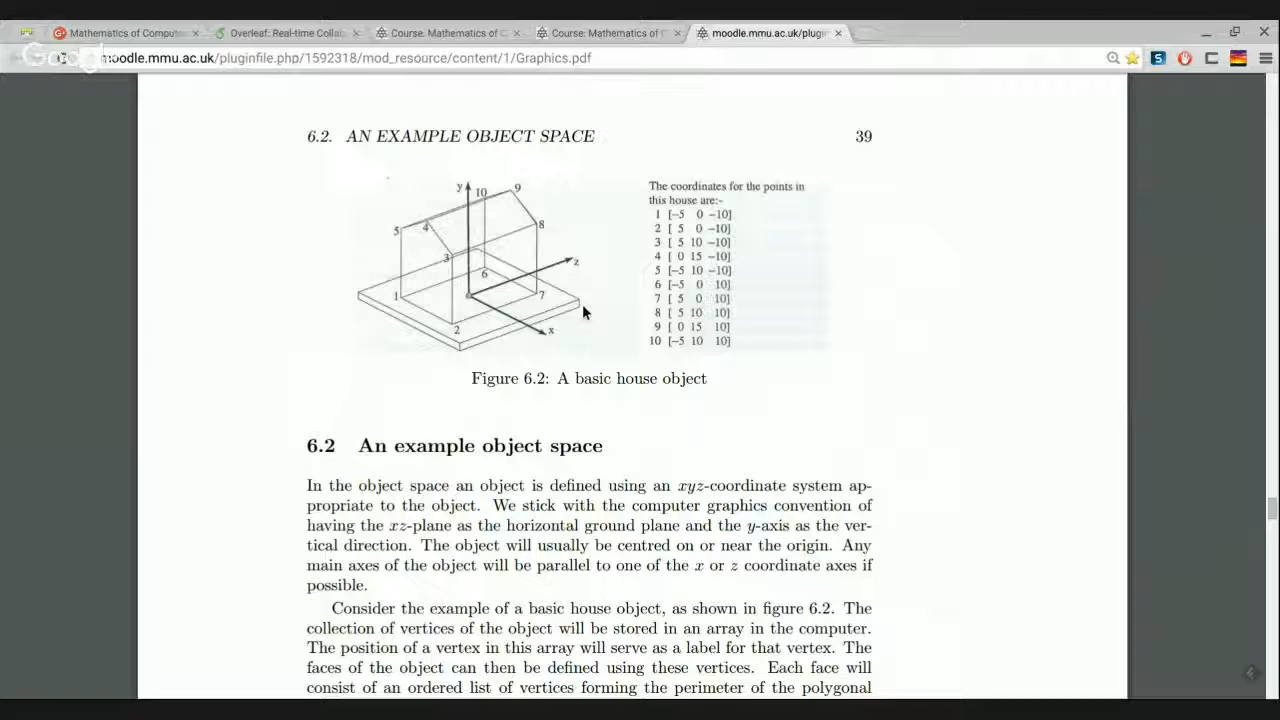 Mathematics of Compute
Overleaf: Real-time Colla
Course: Mathematics of C
Course: Mathematics of C
moodle.mmu.ac.uk/plugin
Google
moodle.mmu.ac.uk/pluginfile.php/1592318/mod_resource/content/1/Graphics.pdf
6.2. AN EXAMPLE OBJECT SPACE 39
y 10 9
5 4 8
3 z
6
1 7
2 x
The coordinates for the points in
this house are:-
1 [-5 0 -10]
2 [ 5 0 -10]
3 [ 5 10 -10]
4 [ 0 15 -10]
5 [-5 10 -10]
6 [-5 0 10]
7 [ 5 0 10]
8 [ 5 10 10]
9 [ 0 15 10]
10 [-5 10 10]
Figure 6.2: A basic house object
6.2 An example object space
In the object space an object is defined using an xyz-coordinate system ap-
propriate to the object. We stick with the computer graphics convention of
having the xz-plane as the horizontal ground plane and the y-axis as the ver-
tical direction. The object will usually be centred on or near the origin. Any
main axes of the object will be parallel to one of the x or z coordinate axes if
possible.
Consider the example of a basic house object, as shown in figure 6.2. The
collection of vertices of the object will be stored in an array in the computer.
The position of a vertex in this array will serve as a label for that vertex. The
faces of the object can then be defined using these vertices. Each face will
consist of an ordered list of vertices forming the perimeter of the polygonal